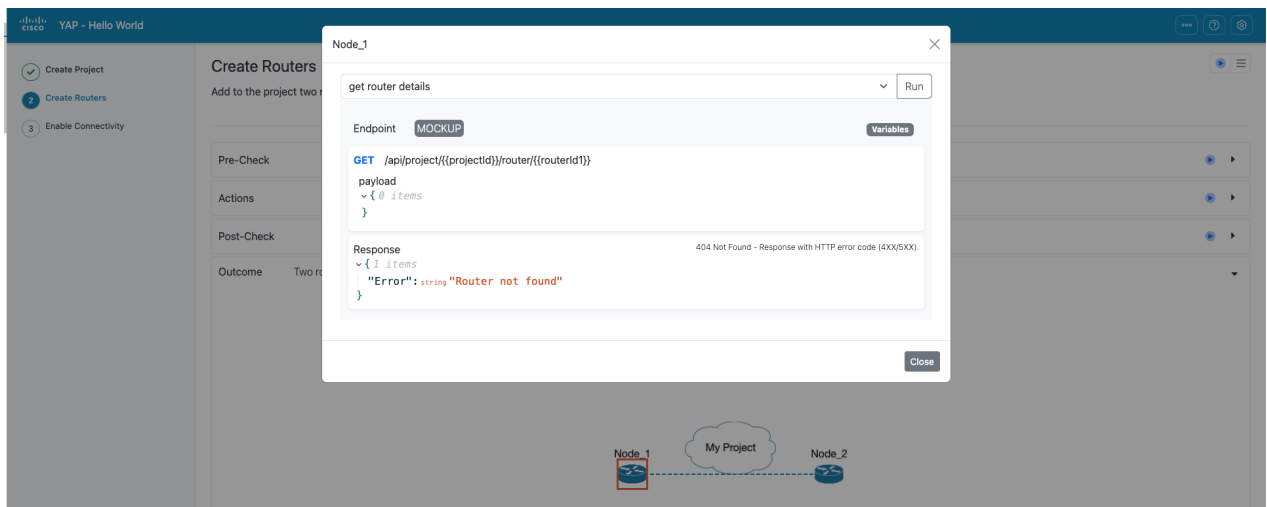 cisco
YAP - Hello World
Create Project
2 Create Routers
3 Enable Connectivity
Create Routers
Add to the project two
Pre-Check
Actions
Post-Check
Outcome Two
Node_1
get router details
Run
Endpoint MOCKUP
Variables
GET /api/project/{{projectId}}/router/{{routerId1}}
payload
{ 0 items
}
Response
404 Not Found - Response with HTTP error code (4XX/5XX).
{ 1 items
"Error": string "Router not found"
}
Close
My Project
Node_1
Node_2